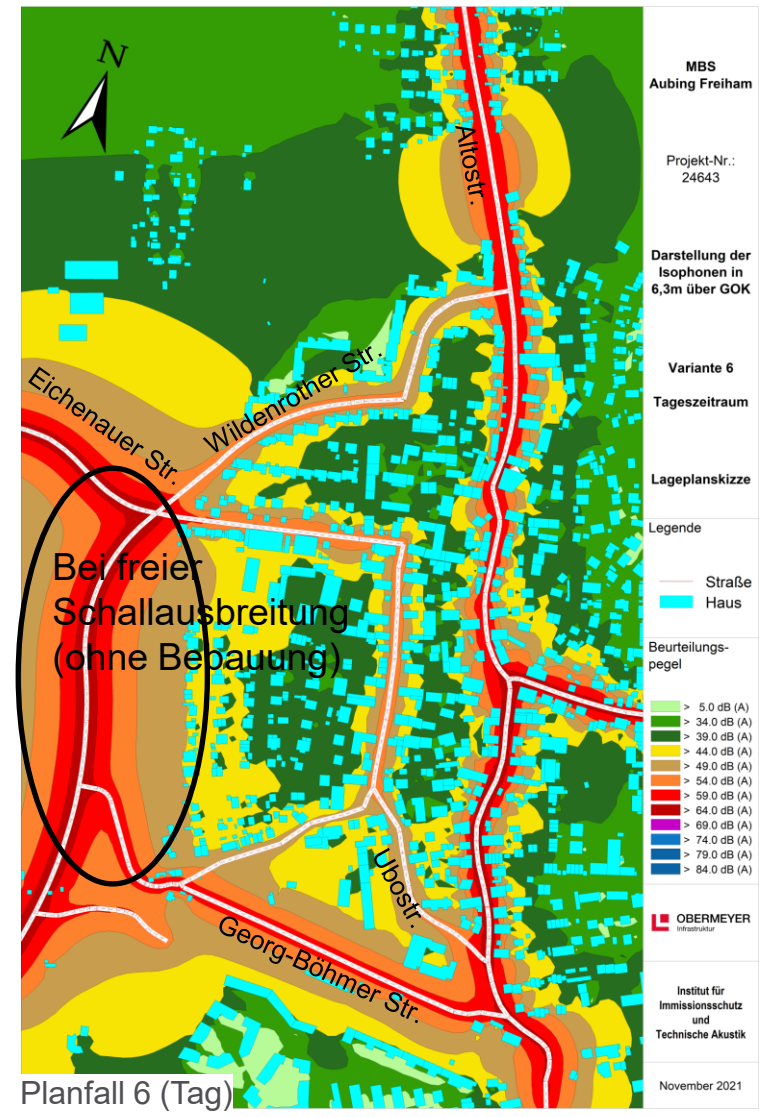 N
Altostr.
Wildenrother Str.
Eichenauer Str.
Bei freier
Schallausbreitung
(ohne Bebauung)
Ubostr.
Georg-Böhmer Str.
Planfall 6 (Tag)
MBS
Aubing Freiham
Projekt-Nr.:
24643
Darstellung der
Isophonen in
6,3m über GOK
Variante 6
Tageszeitraum
Lageplanskizze
Legende
Straße
Haus
Beurteilungs-
pegel
> 5.0 dB (A)
> 34.0 dB (A)
> 39.0 dB (A)
> 44.0 dB (A)
> 49.0 dB (A)
> 54.0 dB (A)
> 59.0 dB (A)
> 64.0 dB (A)
> 69.0 dB (A)
> 74.0 dB (A)
> 79.0 dB (A)
> 84.0 dB (A)
OBERMEYER
Infrastruktur
Institut für
Immissionsschutz
und
Technische Akustik
November 2021